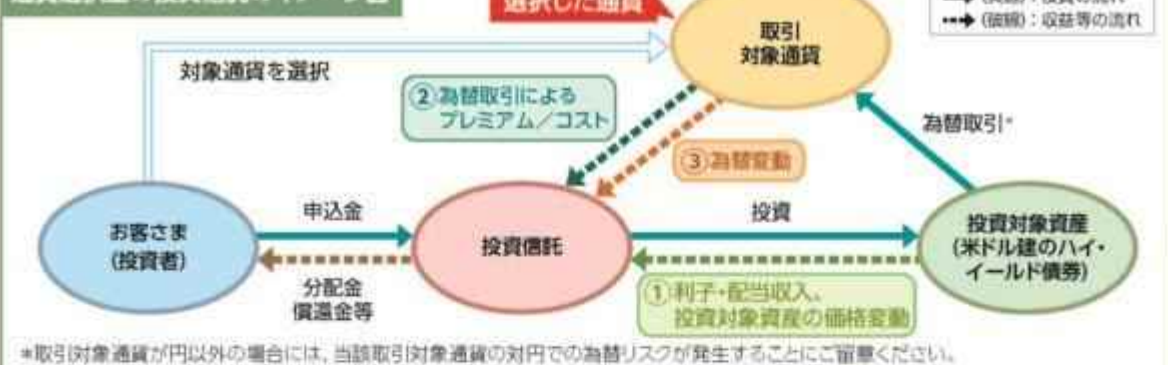 選択した通貨
(破線):収益等の流れ
取引
対象通貨
対象通貨を選択
②為替取引による
プレミアム/コスト
為替取引*
③為替変動
お客さま
(投資者)
申込金
分配金
償還金等
投資信託
投資
投資対象資産
(米ドル建のハイ・
イールド債券)
①利子・配当収入、
投資対象資産の価格変動
*取引対象通貨が円以外の場合には、当該取引対象通貨の対円での為替リスクが発生することにご留意ください。